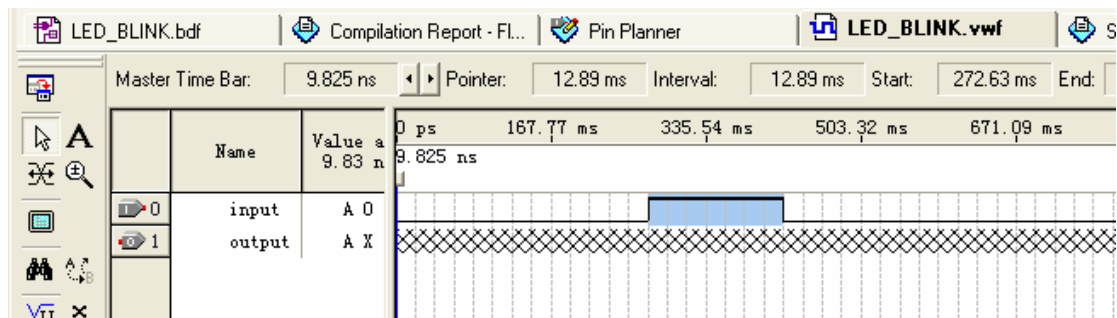 LED_BLINK.bdf Compilation Report - Fl... Pin Planner LED_BLINK.vwf S
Master Time Bar: 9.825 ns Pointer: 12.89 ms Interval: 12.89 ms Start: 272.63 ms End:
Name Value a 9.83 n
0 ps 167.77 ms 335.54 ms 503.32 ms 671.09 ms
9.825 ns
0 input A 0
1 output A X